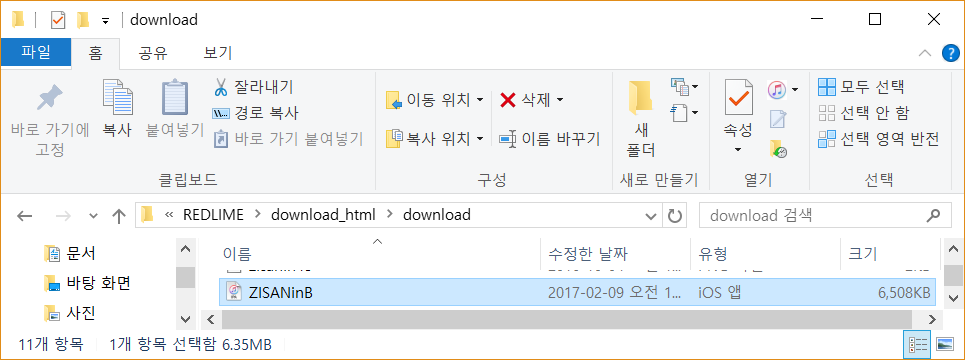 download
파일 홈 공유 보기
바로 가기에 고정
복사
붙여넣기
잘라내기
경로 복사
바로 가기 붙여넣기
클립보드
이동 위치
복사 위치
삭제
이름 바꾸기
구성
새 폴더
새로 만들기
속성
열기
모두 선택
선택 안 함
선택 영역 반전
선택
« REDLIME > download_html > download
download 검색
문서
바탕 화면
사진
이름 수정한 날짜 유형 크기
ZISANinB 2017-02-09 오전 1... iOS 앱 6,508KB
11개 항목 1개 항목 선택함 6.35MB